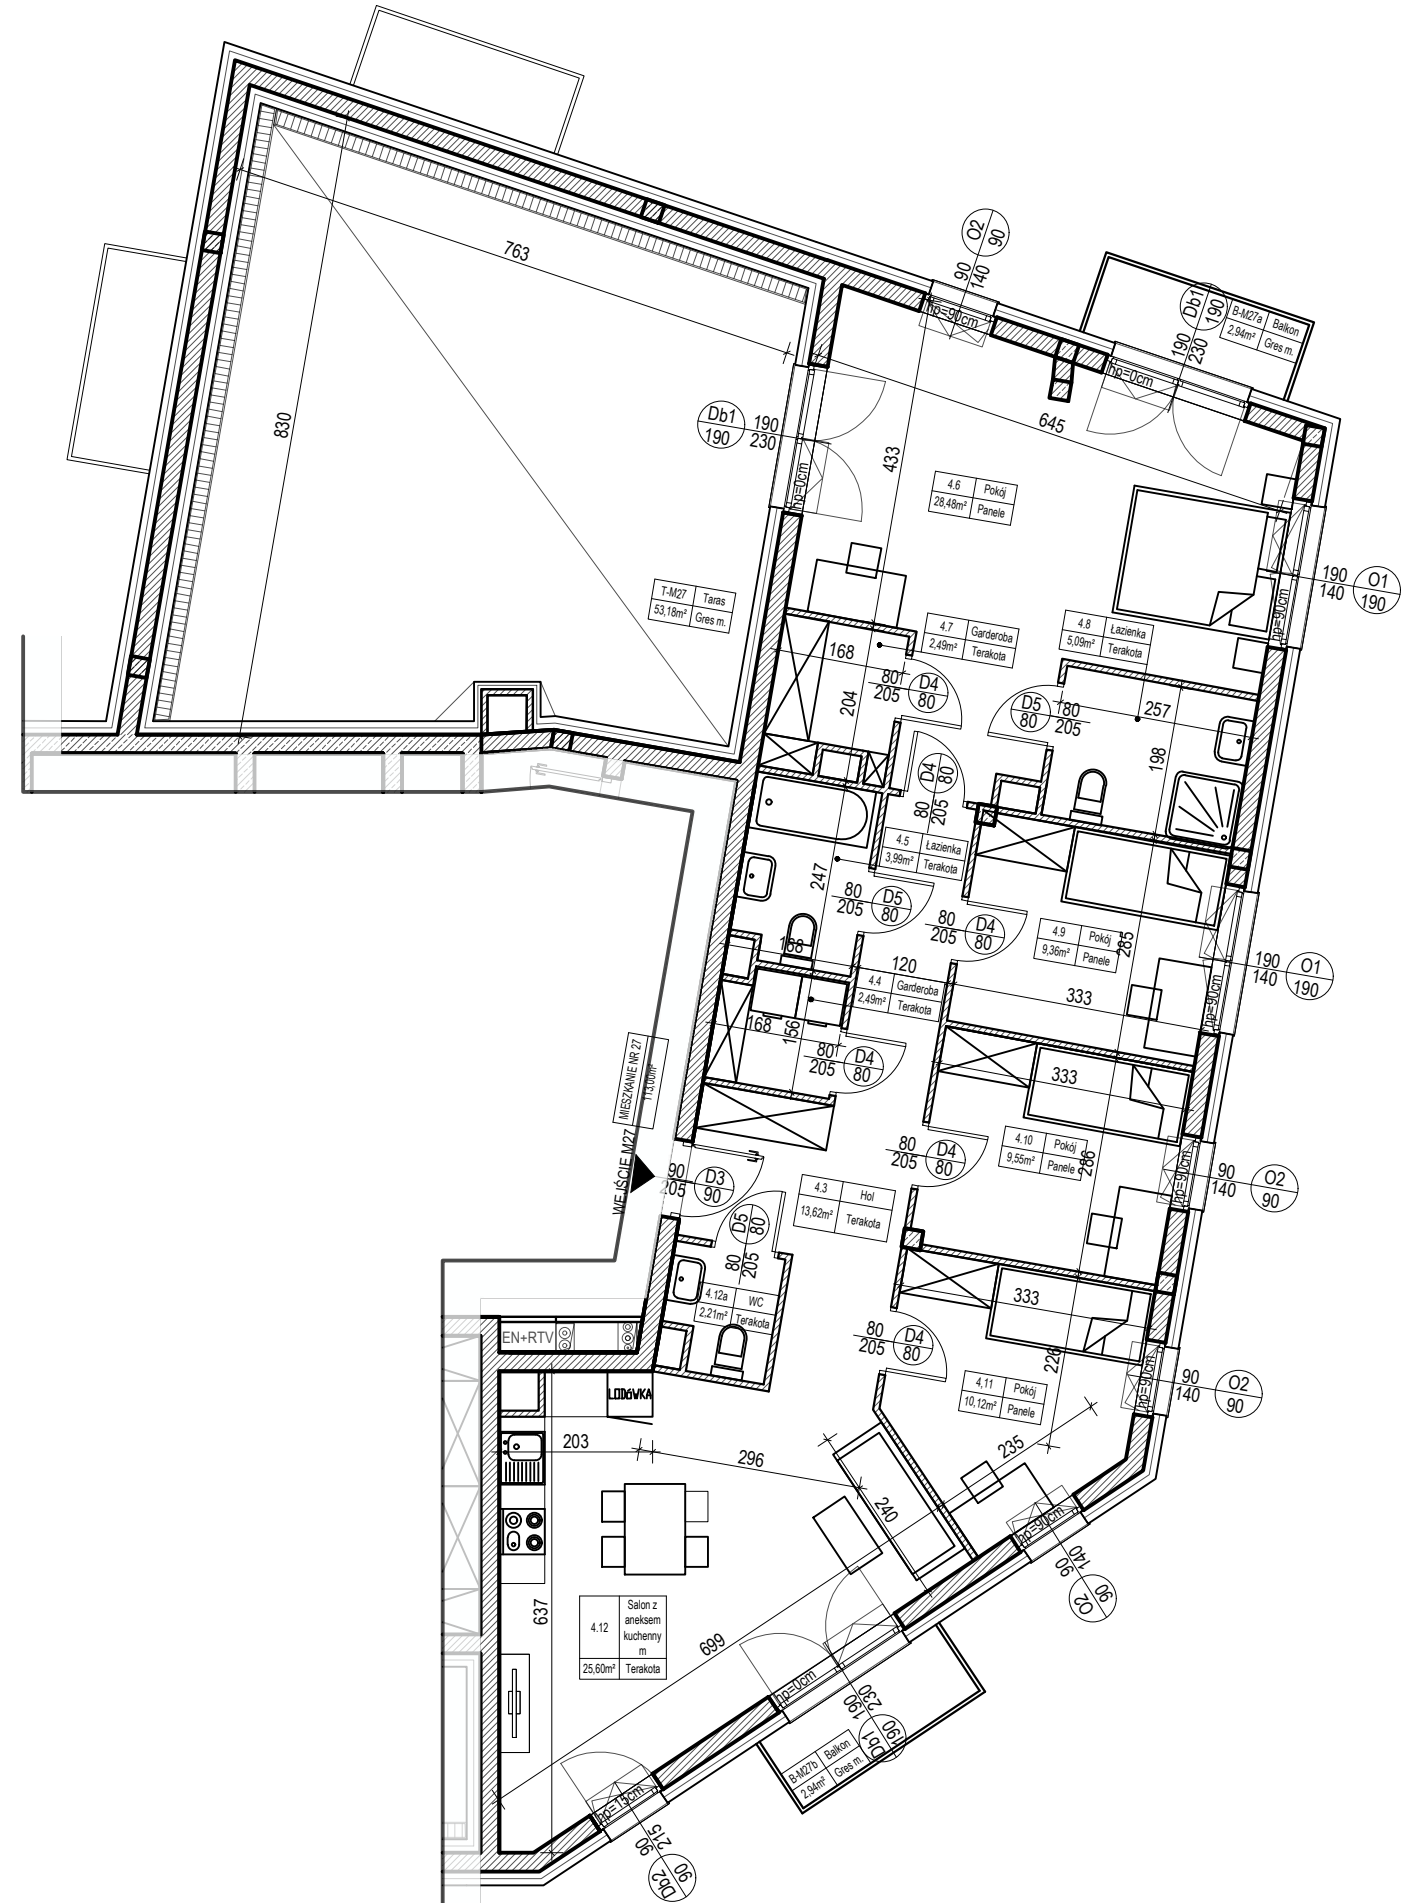 763
830
O2
90
90
140
Db1
190
190
230
B-M27a Balkon
2,94m² Gres m.
hp=90cm
hp=0cm
645
Db1
190
190
230
hp=0cm
433
4.6 Pokój
28,48m² Panele
190
140
O1
190
hp=90cm
T-M27 Taras
53,18m² Gres m.
4.7 Garderoba
2,49m² Terakota
4.8 Łazienka
5,09m² Terakota
168
80
205
D4
80
204
D5
80
80
205
257
198
D4
80
80
205
4.5 Łazienka
3,99m² Terakota
247
80
205
D5
80
80
205
D4
80
4.9 Pokój
9,36m² Panele
285
190
140
O1
190
hp=90cm
188
120
4.4 Garderoba
2,49m² Terakota
333
168
156
80
205
D4
80
333
MIESZKANIE NR 27
113,00m²
WEJŚCIE M27
90
205
D3
90
80
205
D4
80
4.10 Pokój
9,55m² Panele
286
hp=90cm
90
140
O2
90
4.3 Hol
13,62m² Terakota
D5
80
80
205
4.12a WC
2,21m² Terakota
333
EN+RTV
80
205
D4
80
226
4,11 Pokój
10,12m² Panele
hp=90cm
90
140
O2
90
LODóWKA
203
296
235
240
hp=90cm
90
140
O2
90
637
4.12 Salon z
aneksem
kuchenny
m
25,60m² Terakota
699
hp=0cm
190
230
Db1
190
B-M27b Balkon
2,94m² Gres m.
hp=15cm
90
215
Db2
90